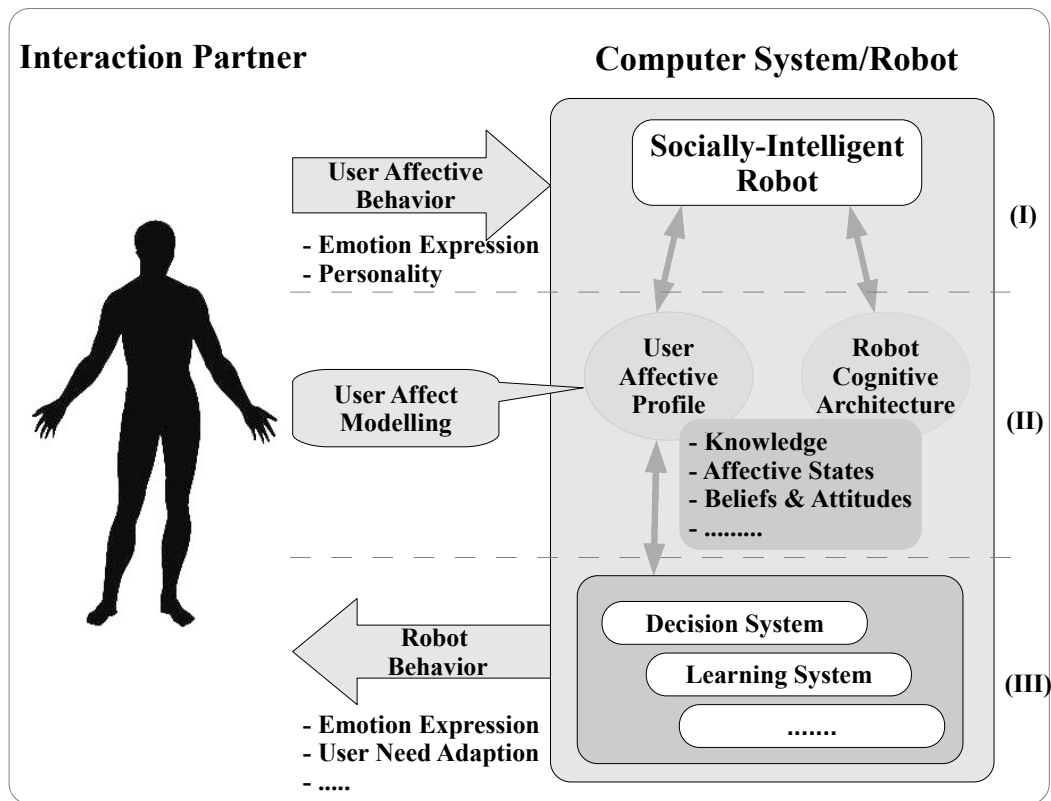 Interaction Partner
Computer System/Robot
Socially-Intelligent
Robot
User Affective
Behavior
- Emotion Expression
- Personality
(I)
User
Affective
Profile
Robot
Cognitive
Architecture
User Affect
Modelling
- Knowledge
- Affective States
- Beliefs & Attitudes
- .........
(II)
Decision System
Learning System
.......
Robot
Behavior
- Emotion Expression
- User Need Adaption
- .....
(III)